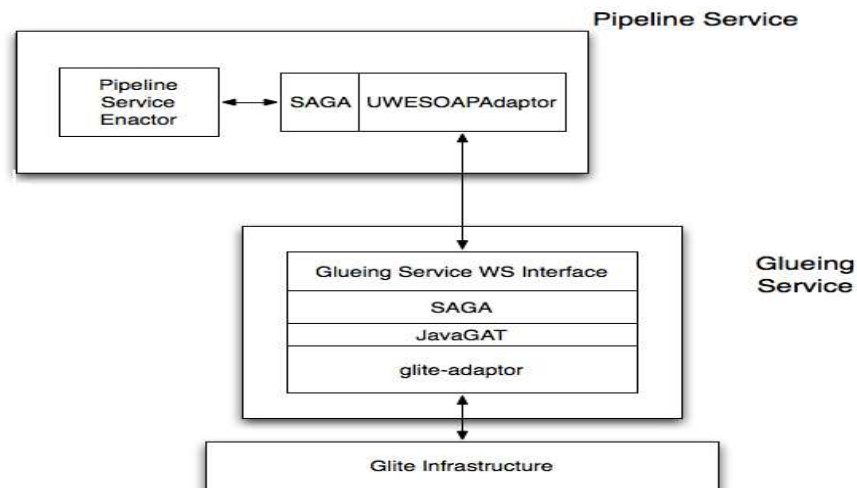 Pipeline Service
Pipeline
Service
Enactor
SAGA
UWESOAPAdaptor
Glueing
Service
Glueing Service WS Interface
SAGA
JavaGAT
glite-adaptor
Glite Infrastructure